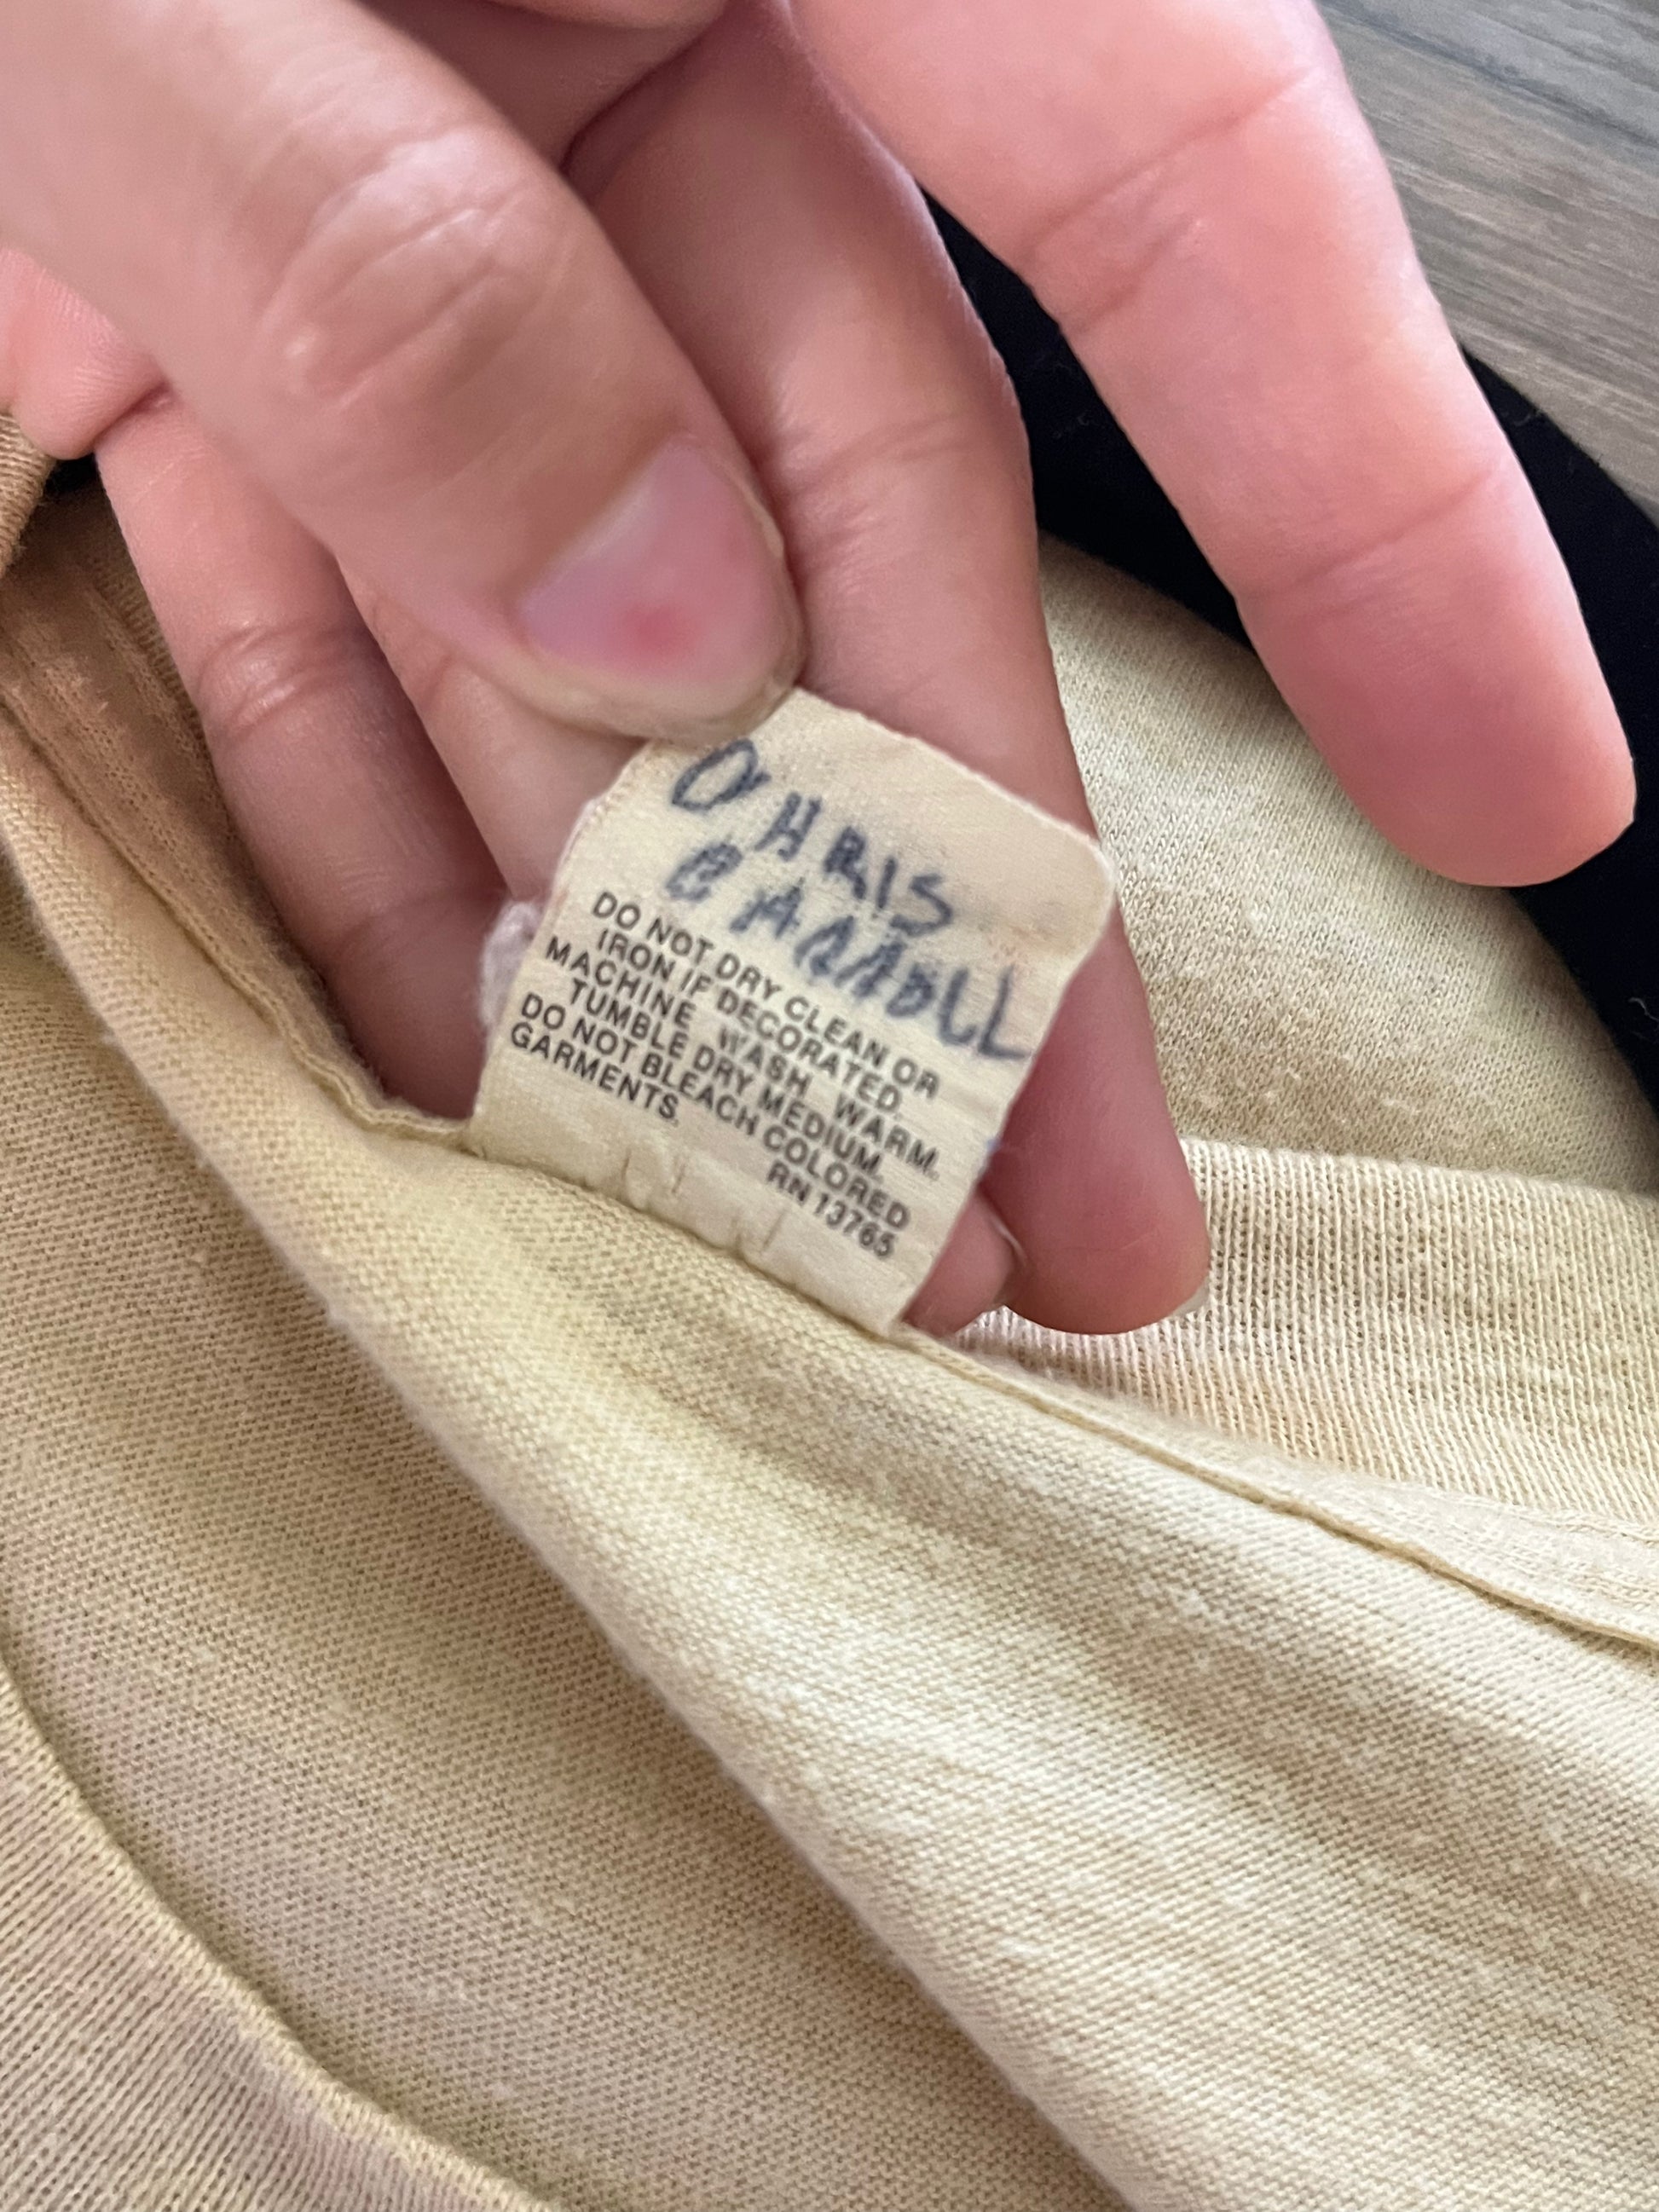 CHRIS
CARROLL
DO NOT DRY CLEAN OR
IRON IF DECORATED.
MACHINE WASH WARM.
TUMBLE DRY MEDIUM.
DO NOT BLEACH COLORED
GARMENTS.
RN 13765